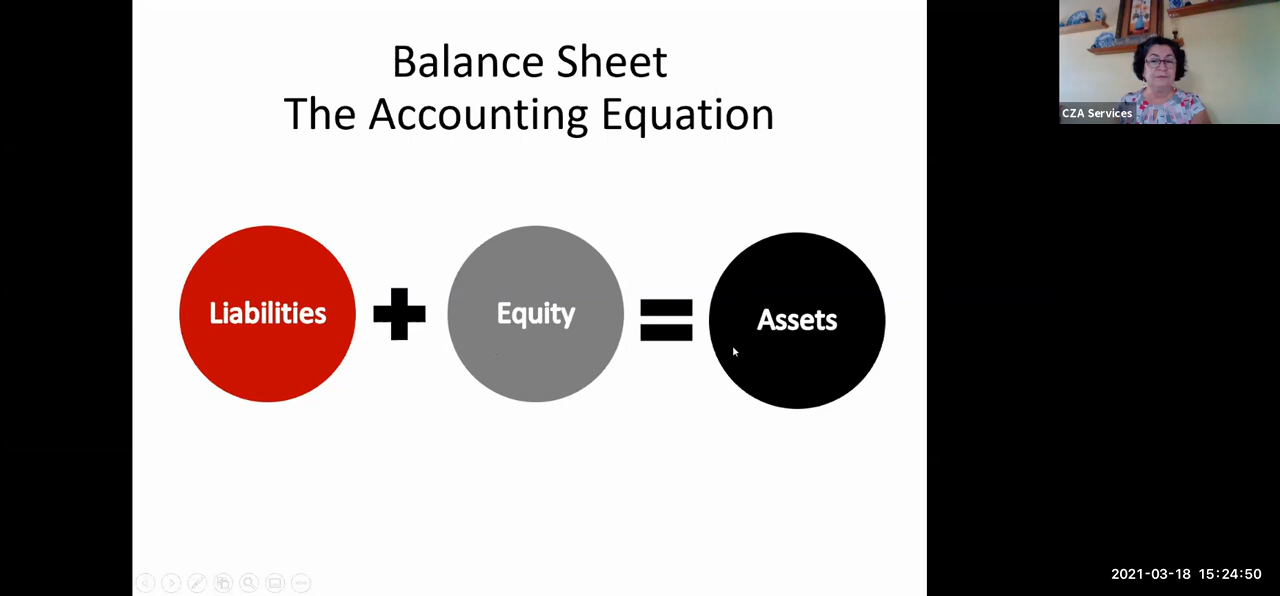 Balance Sheet
The Accounting Equation
CZA Services
Liabilities + Equity = Assets
2021-03-18 15:24:50